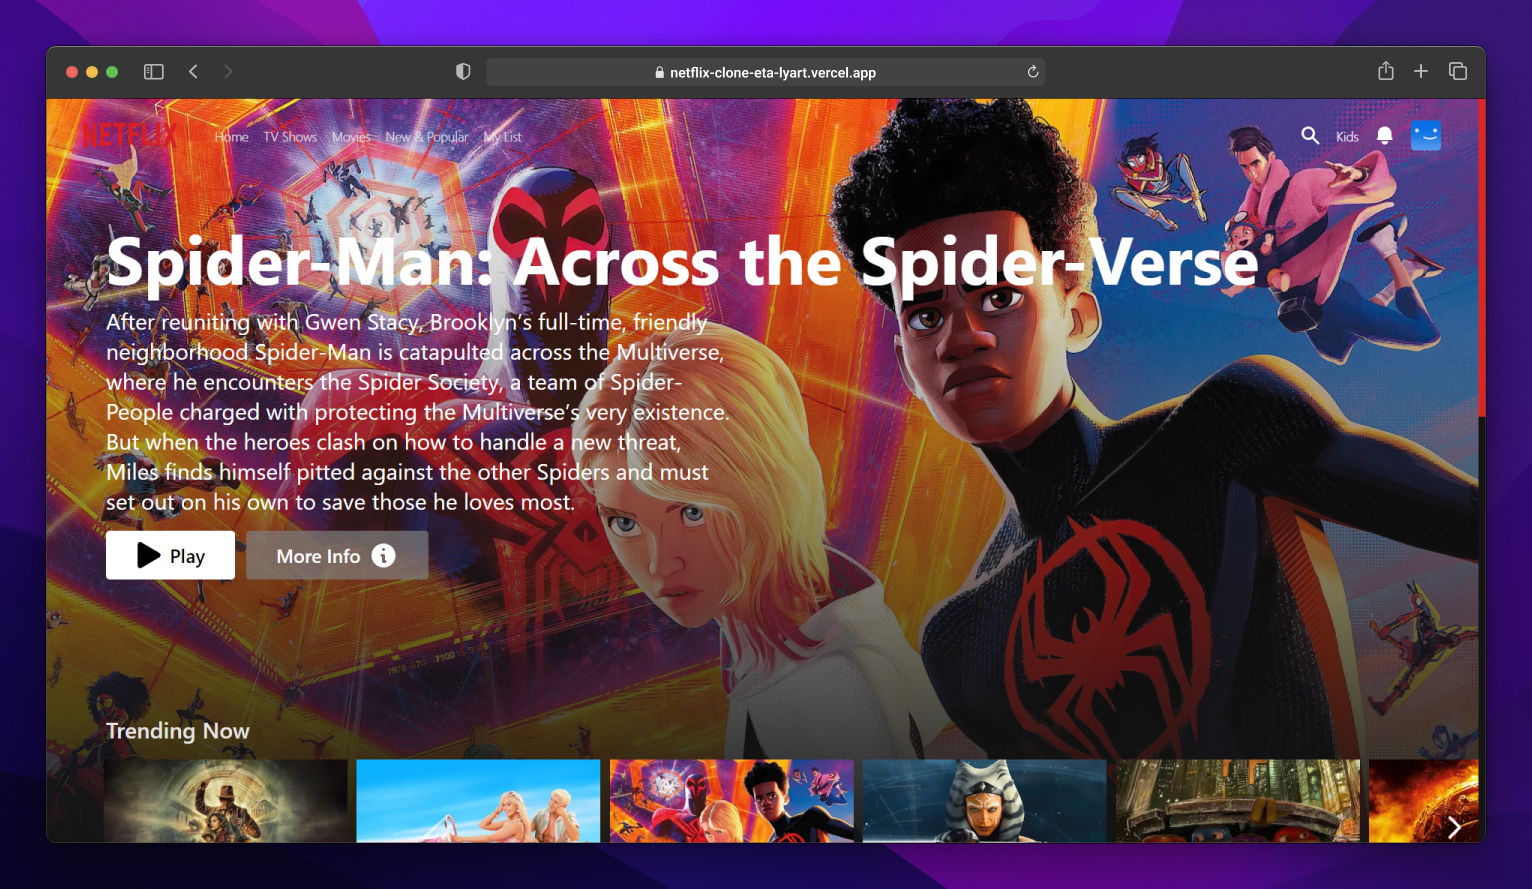 netflix-clone-eta-lyart.vercel.app
NETFLIX Home TV Shows Movies New & Popular My List Kids
Spider-Man: Across the Spider-Verse
After reuniting with Gwen Stacy, Brooklyn's full-time, friendly
neighborhood Spider-Man is catapulted across the Multiverse,
where he encounters the Spider Society, a team of Spider-
People charged with protecting the Multiverse's very existence.
But when the heroes clash on how to handle a new threat,
Miles finds himself pitted against the other Spiders and must
set out on his own to save those he loves most.
Play More Info
Trending Now